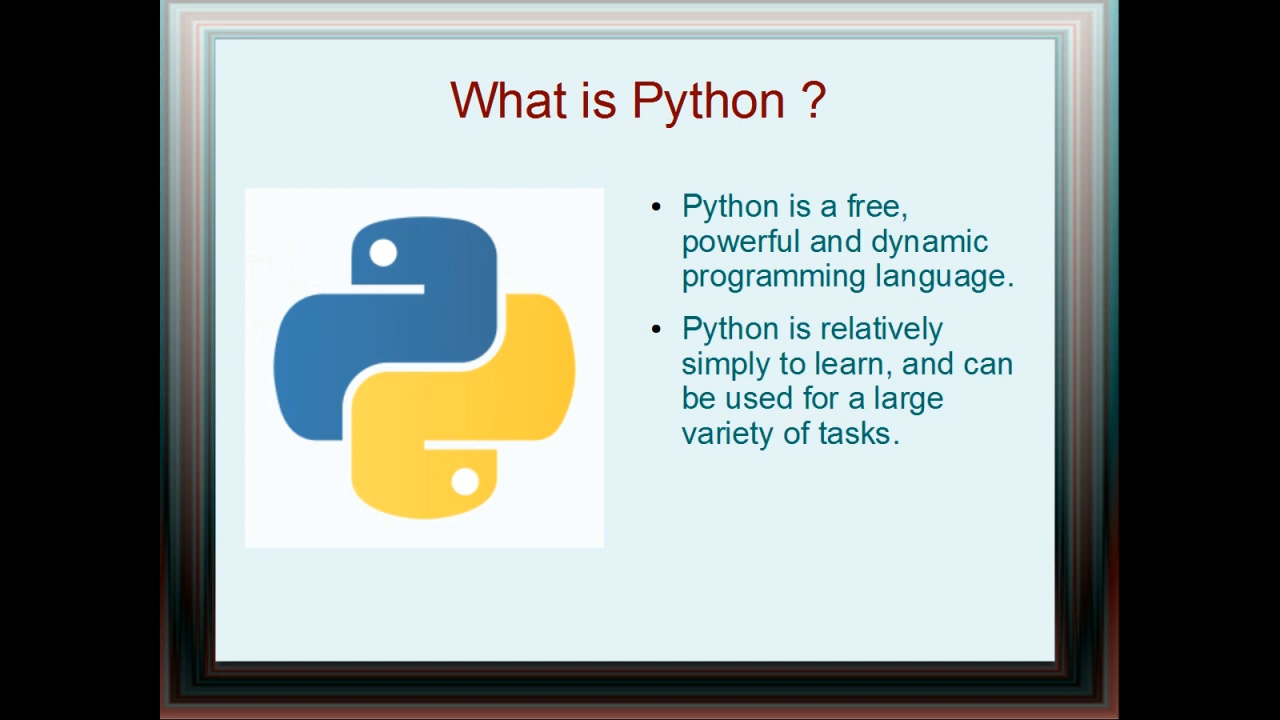 What is Python ?
• Python is a free,
powerful and dynamic
programming language.
• Python is relatively
simply to learn, and can
be used for a large
variety of tasks.